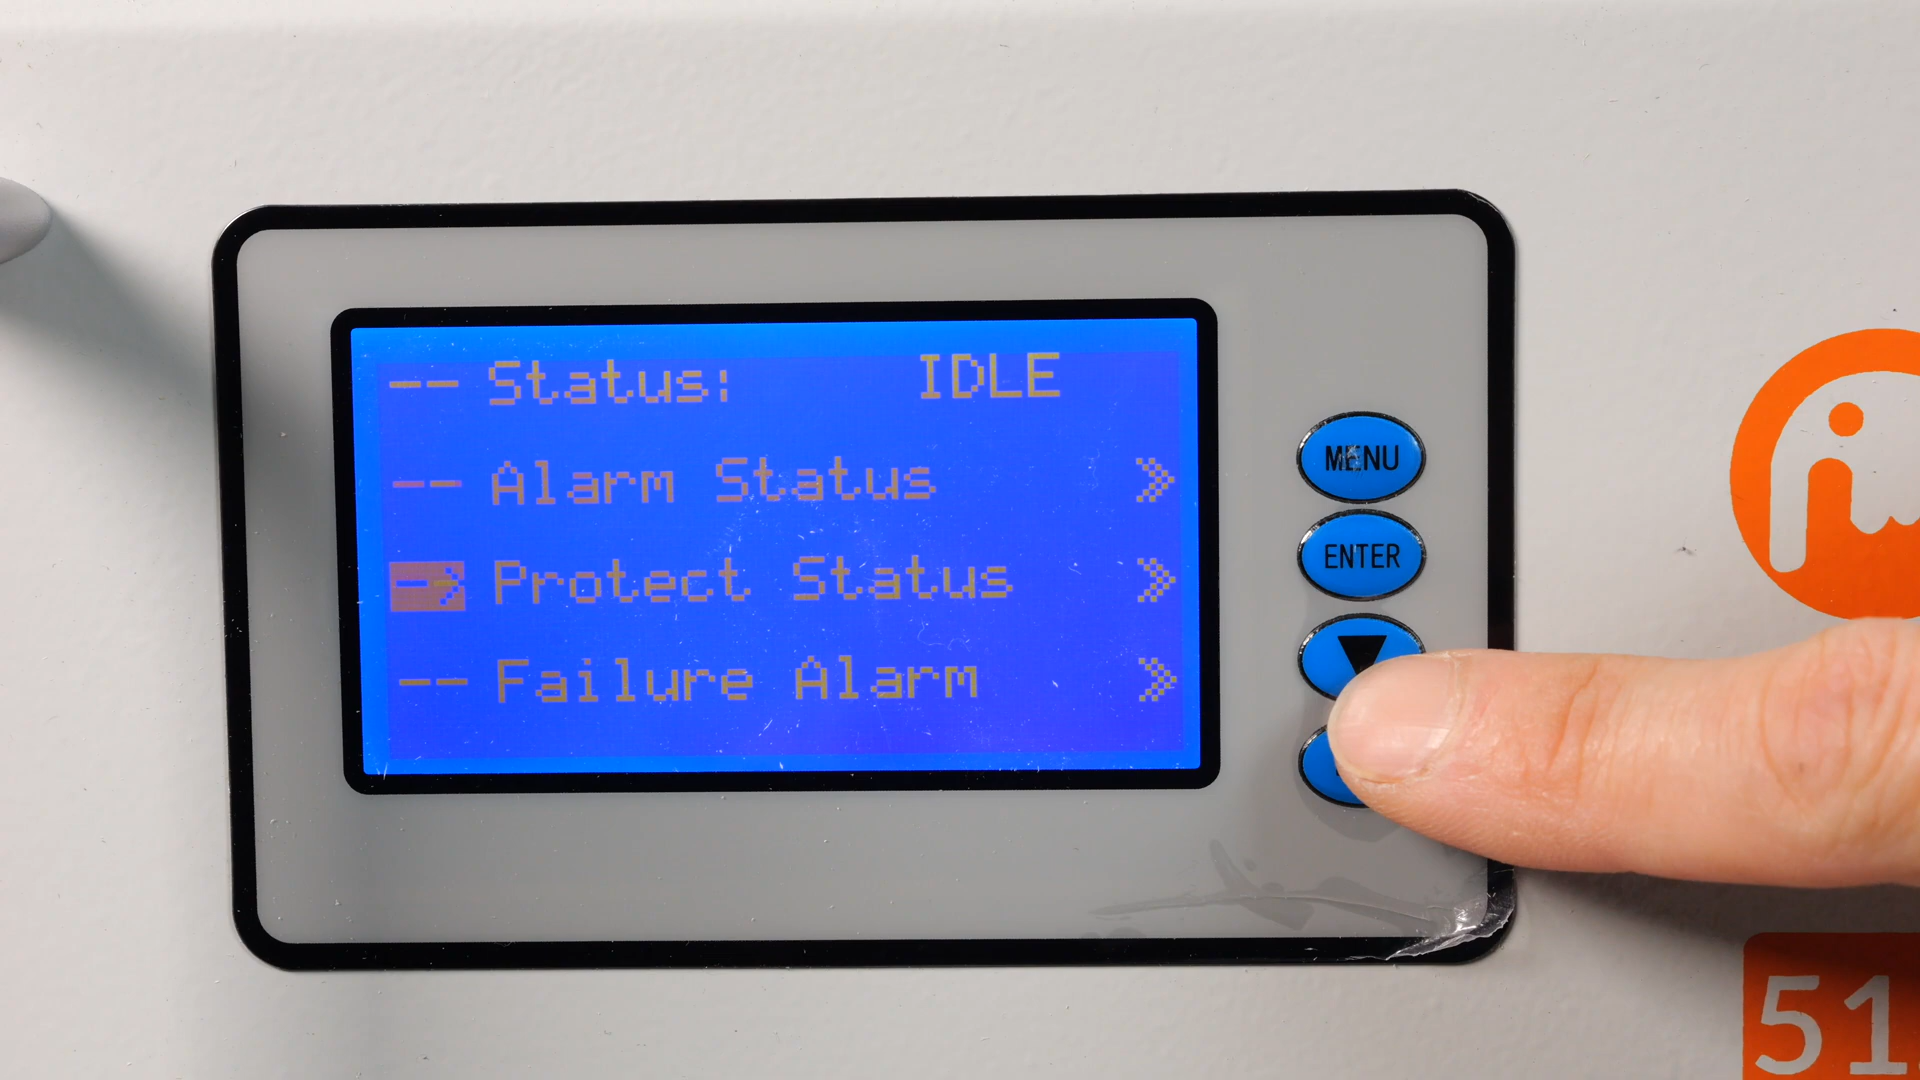 -- Status: IDLE
-- Alarm Status »
-> Protect Status »
-- Failure Alarm »
MENU
ENTER
51